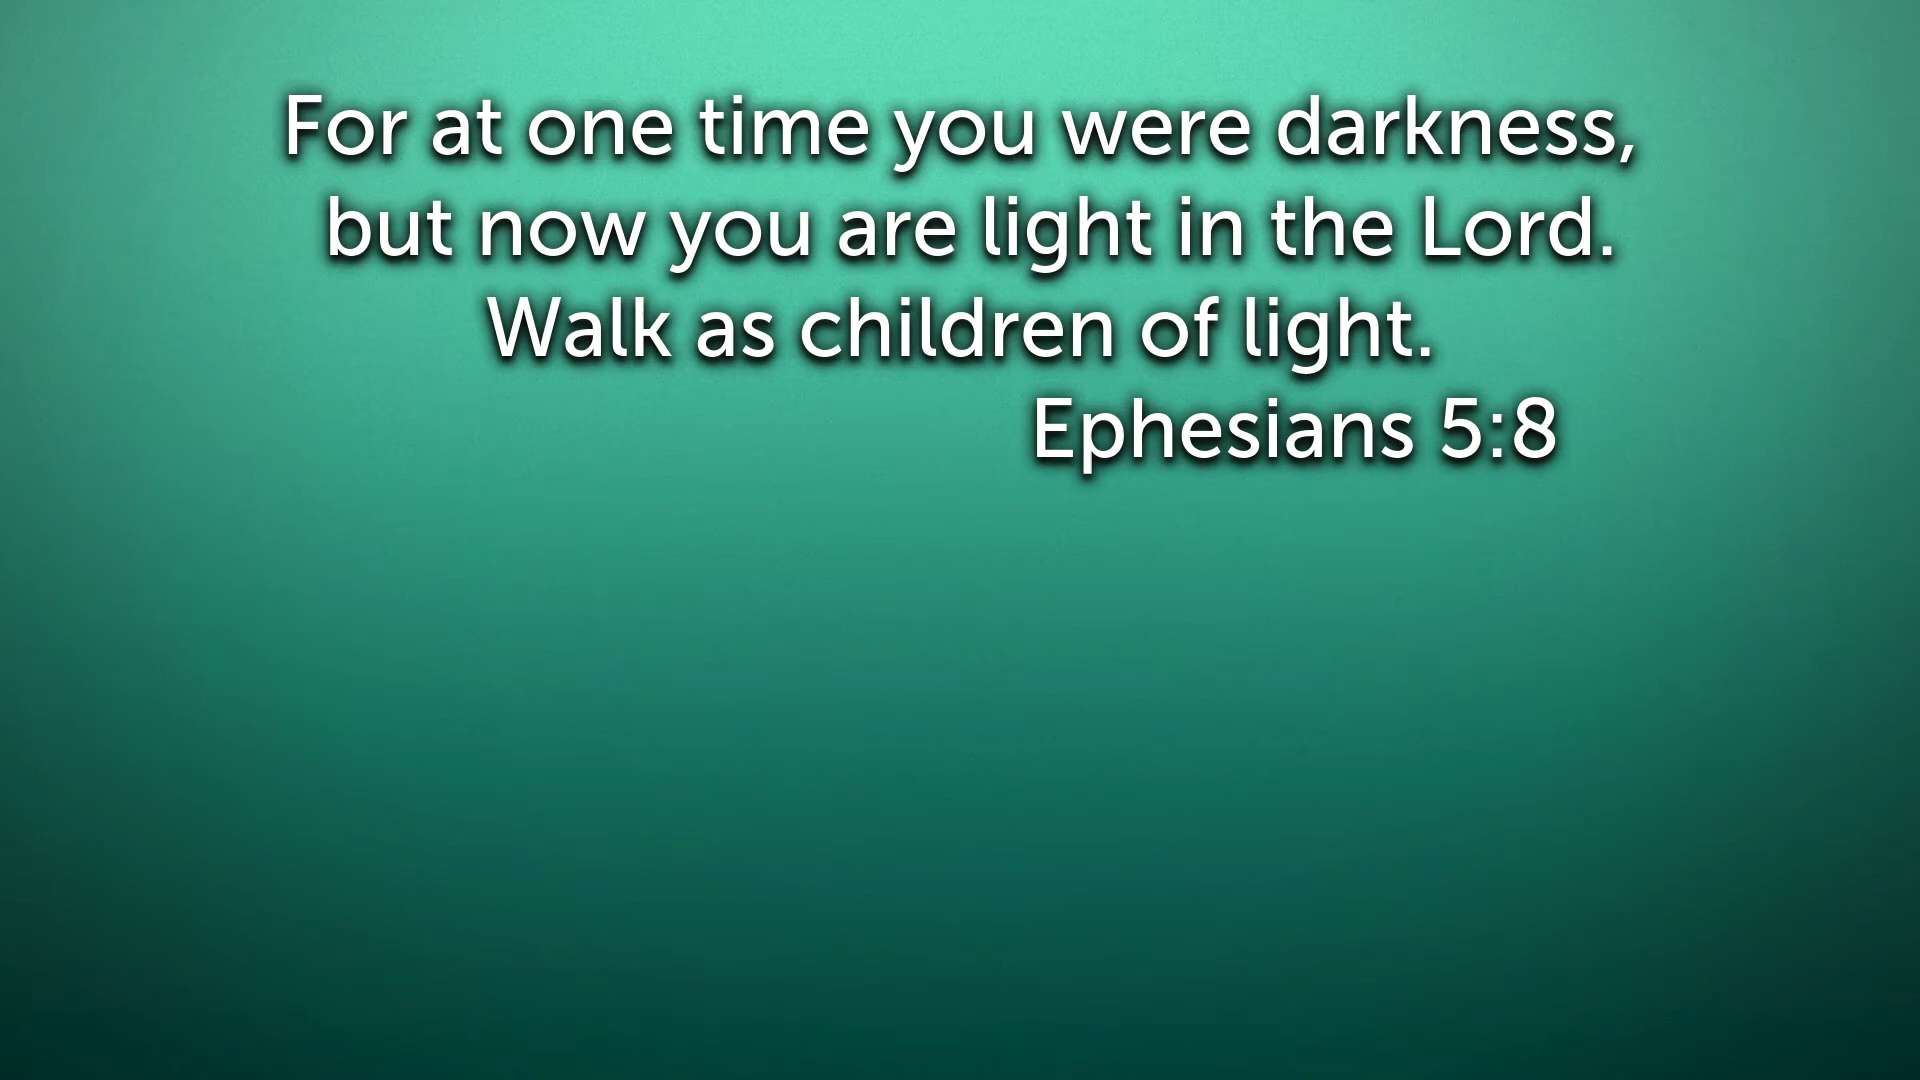 For at one time you were darkness,
but now you are light in the Lord.
Walk as children of light.
Ephesians 5:8